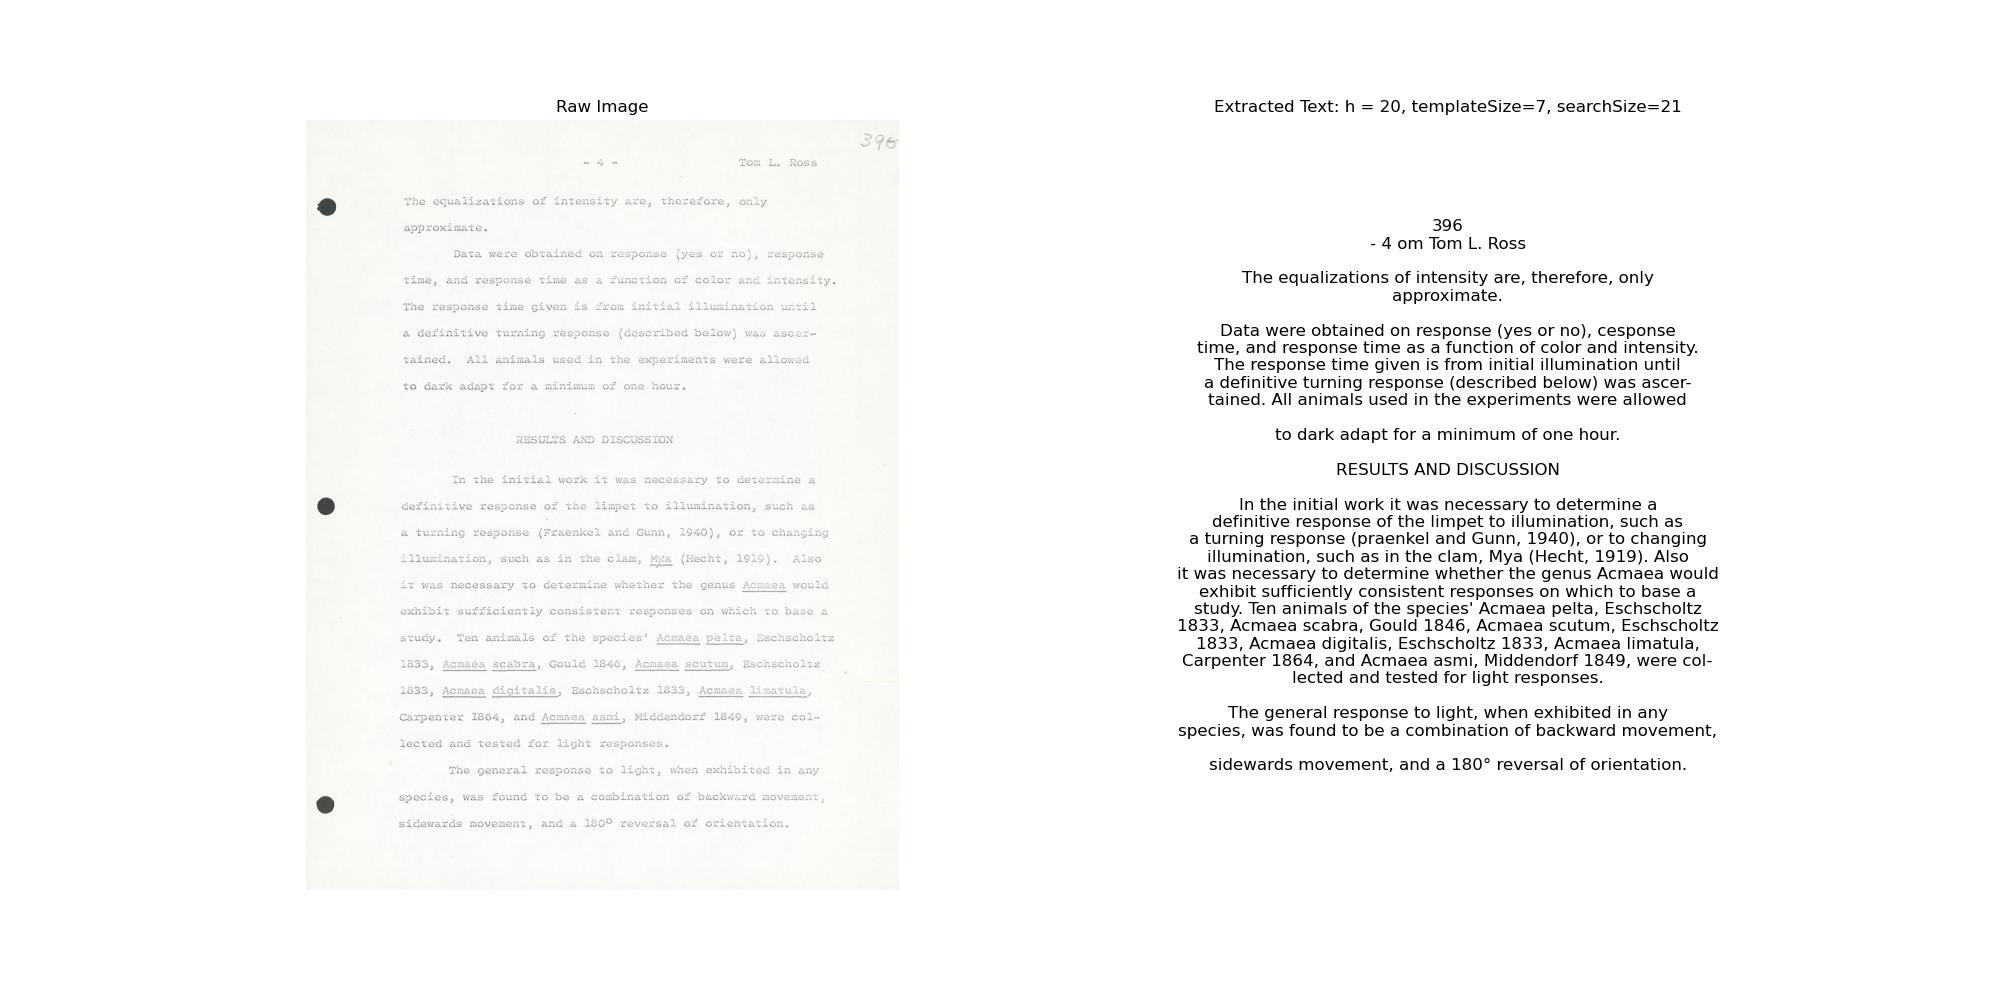 Raw Image
396
- 4 -    Tom L. Ross
The equalizations of intensity are, therefore, only
approximate.
Data were obtained on response (yes or no), response
time, and response time as a function of color and intensity.
The response time given is from initial illumination until
a definitive turning response (described below) was ascer-
tained.  All animals used in the experiments were allowed
to dark adapt for a minimum of one hour.
RESULTS AND DISCUSSION
In the initial work it was necessary to determine a
definitive response of the limpet to illumination, such as
a turning response (Fraenkel and Gunn, 1940), or to changing
illumination, such as in the clam, Mya (Hecht, 1919).  Also
it was necessary to determine whether the genus Acmaea would
exhibit sufficiently consistent responses on which to base a
study.  Ten animals of the species' Acmaea pelta, Eschscholtz
1833, Acmaea scabra, Gould 1846, Acmaea scutum, Eschscholtz
1833, Acmaea digitalis, Eschscholtz 1833, Acmaea limatula,
Carpenter 1864, and Acmaea asmi, Middendorf 1849, were col-
lected and tested for light responses.
The general response to light, when exhibited in any
species, was found to be a combination of backward movement,
sidewards movement, and a 180° reversal of orientation.
Extracted Text: h = 20, templateSize=7, searchSize=21
396
- 4 om Tom L. Ross
The equalizations of intensity are, therefore, only
approximate.
Data were obtained on response (yes or no), cesponse
time, and response time as a function of color and intensity.
The response time given is from initial illumination until
a definitive turning response (described below) was ascer-
tained. All animals used in the experiments were allowed
to dark adapt for a minimum of one hour.
RESULTS AND DISCUSSION
In the initial work it was necessary to determine a
definitive response of the limpet to illumination, such as
a turning response (praenkel and Gunn, 1940), or to changing
illumination, such as in the clam, Mya (Hecht, 1919). Also
it was necessary to determine whether the genus Acmaea would
exhibit sufficiently consistent responses on which to base a
study. Ten animals of the species' Acmaea pelta, Eschscholtz
1833, Acmaea scabra, Gould 1846, Acmaea scutum, Eschscholtz
1833, Acmaea digitalis, Eschscholtz 1833, Acmaea limatula,
Carpenter 1864, and Acmaea asmi, Middendorf 1849, were col-
lected and tested for light responses.
The general response to light, when exhibited in any
species, was found to be a combination of backward movement,
sidewards movement, and a 180° reversal of orientation.